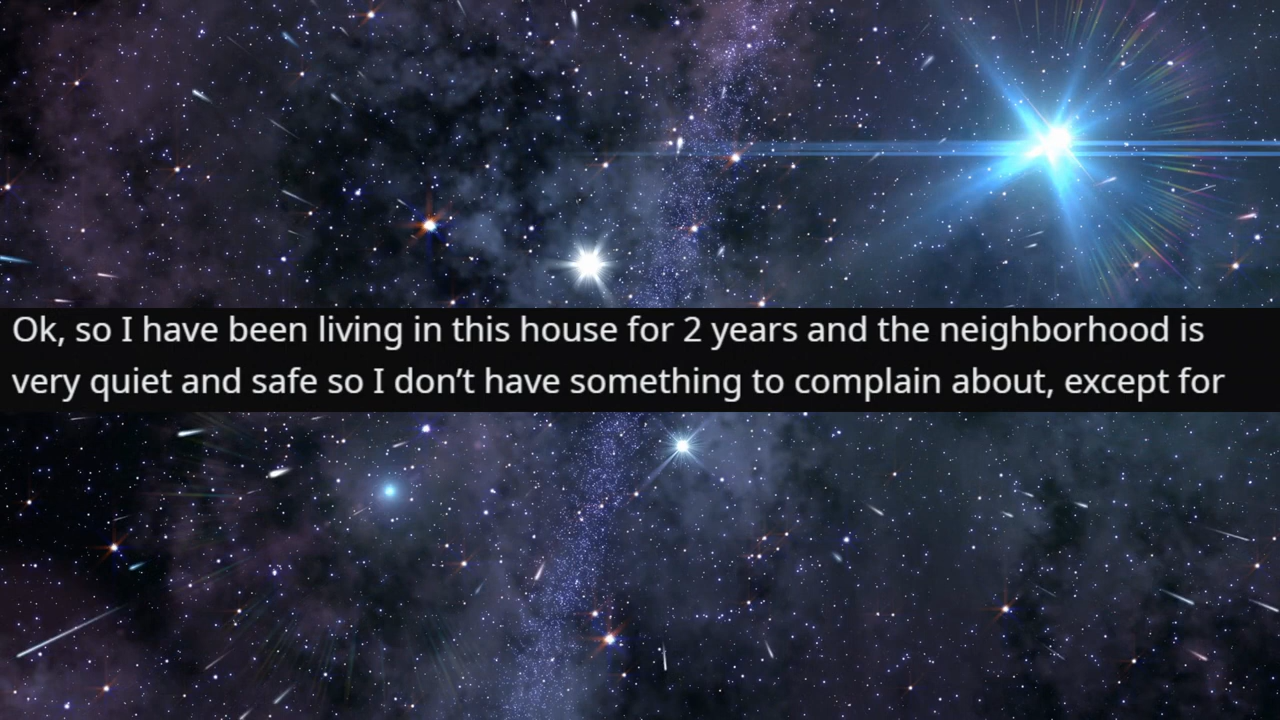 Ok, so I have been living in this house for 2 years and the neighborhood is
very quiet and safe so I don’t have something to complain about, except for